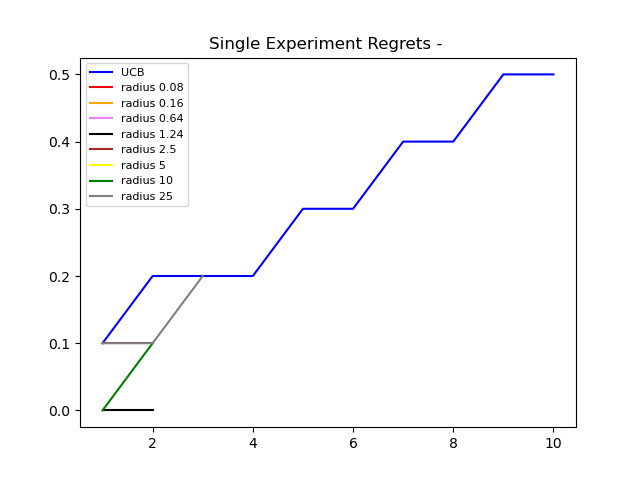 Single Experiment Regrets -
UCB
radius 0.08
radius 0.16
radius 0.64
radius 1.24
radius 2.5
radius 5
radius 10
radius 25
0.5
0.4
0.3
0.2
0.1
0.0
2 4 6 8 10